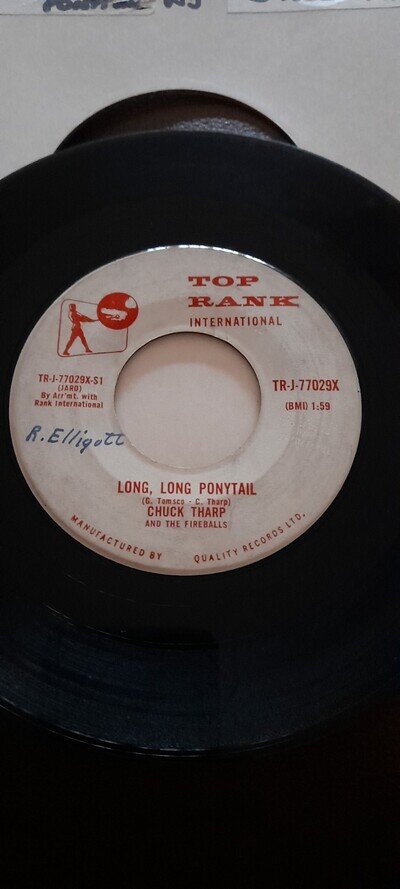 TOP
RANK
INTERNATIONAL
TR-J-77029X-S1
(JARO)
By Arr'mt. with
Rank International
TR-J-77029X
(BMI) 1:59
R. Elligott
LONG, LONG PONYTAIL
(G. Tomsco - C. Tharp)
CHUCK THARP
AND THE FIREBALLS
MANUFACTURED BY QUALITY RECORDS LTD.